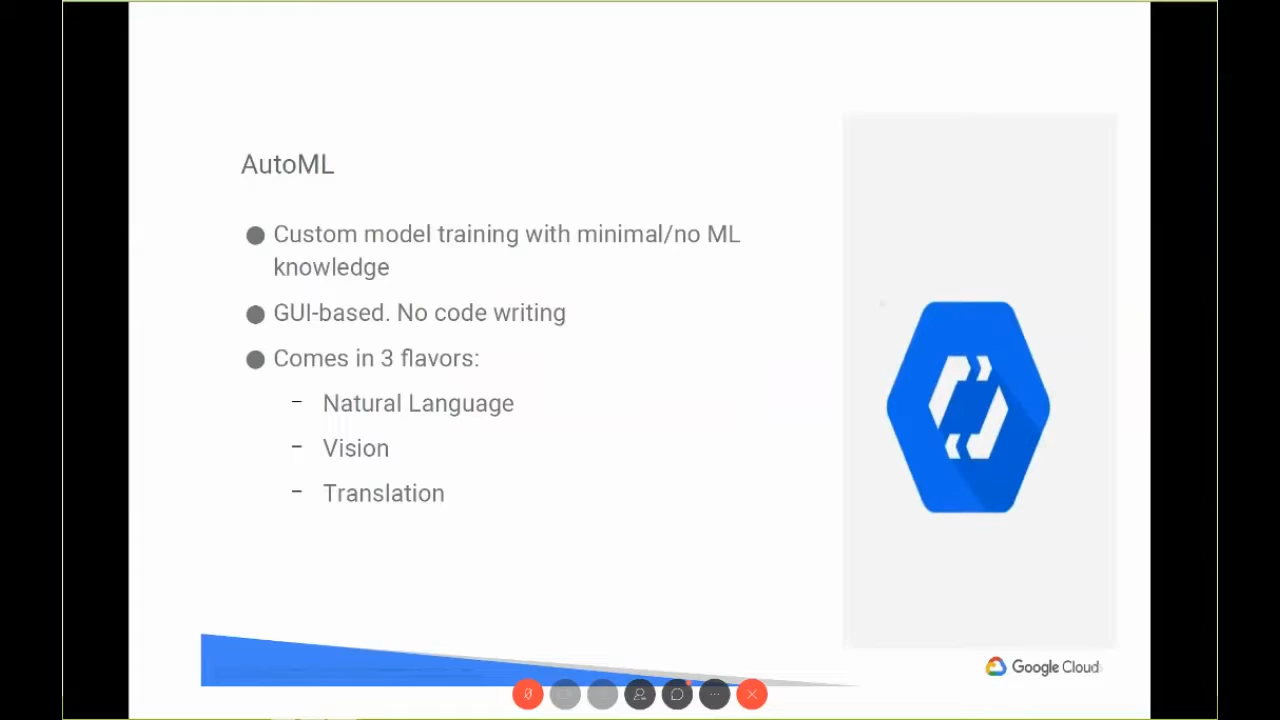 AutoML
Custom model training with minimal/no ML
knowledge
GUI-based. No code writing
Comes in 3 flavors:
Natural Language
Vision
Translation
Google Cloud